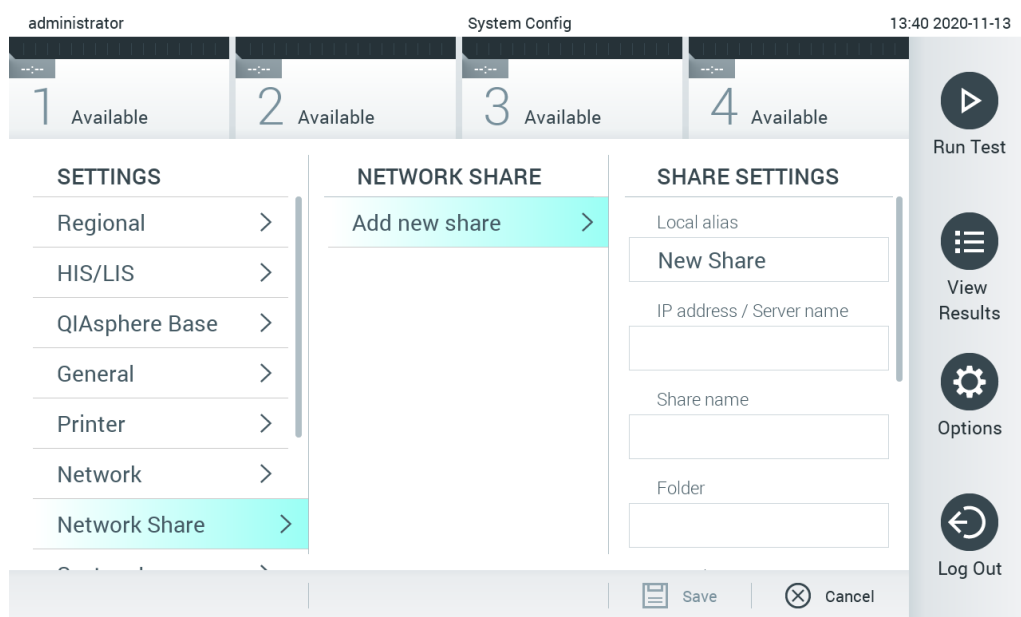 administrator
System Config
13:40 2020-11-13
--:--
--:--
--:--
--:--
1 Available
2 Available
3 Available
4 Available
Run Test
View
Results
Options
Log Out
SETTINGS
Regional
HIS/LIS
QIAsphere Base
General
Printer
Network
Network Share
NETWORK SHARE
Add new share
SHARE SETTINGS
Local alias
New Share
IP address / Server name
Share name
Folder
Save
Cancel